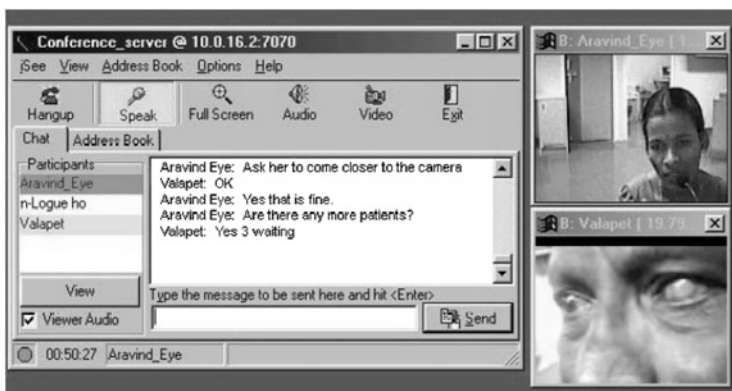 Conference_server @ 10.0.16.2:7070
iSee View Address Book Options Help
Hangup Speak Full Screen Audio Video Exit
Chat Address Book
Participants
Aravind_Eye
n-Logue ho
Valapet
View
Viewer Audio
Aravind Eye: Ask her to come closer to the camera
Valapet: OK
Aravind Eye: Yes that is fine.
Aravind Eye: Are there any more patients?
Valapet: Yes 3 waiting
Type the message to be sent here and hit <Enter>
Send
00:50:27 Aravind_Eye
B: Aravind_Eye [ 1
B: Valapet [ 19.79